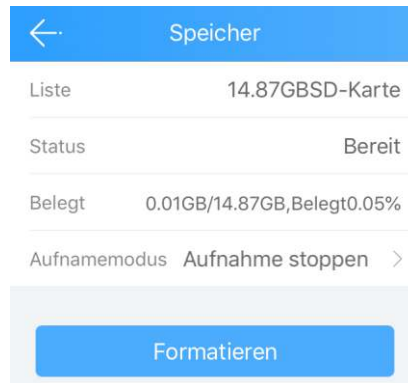 Speicher
Liste 14.87GBSD-Karte
Status Bereit
Belegt 0.01GB/14.87GB,Belegt0.05%
Aufnamemodus Aufnahme stoppen
Formatieren